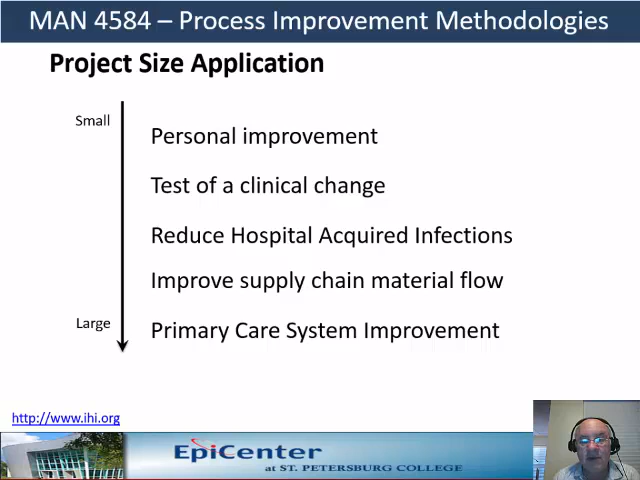 MAN 4584 – Process Improvement Methodologies
Project Size Application
Small
Personal improvement
Test of a clinical change
Reduce Hospital Acquired Infections
Improve supply chain material flow
Large
Primary Care System Improvement
http://www.ihi.org
EpiCenter
at ST. PETERSBURG COLLEGE